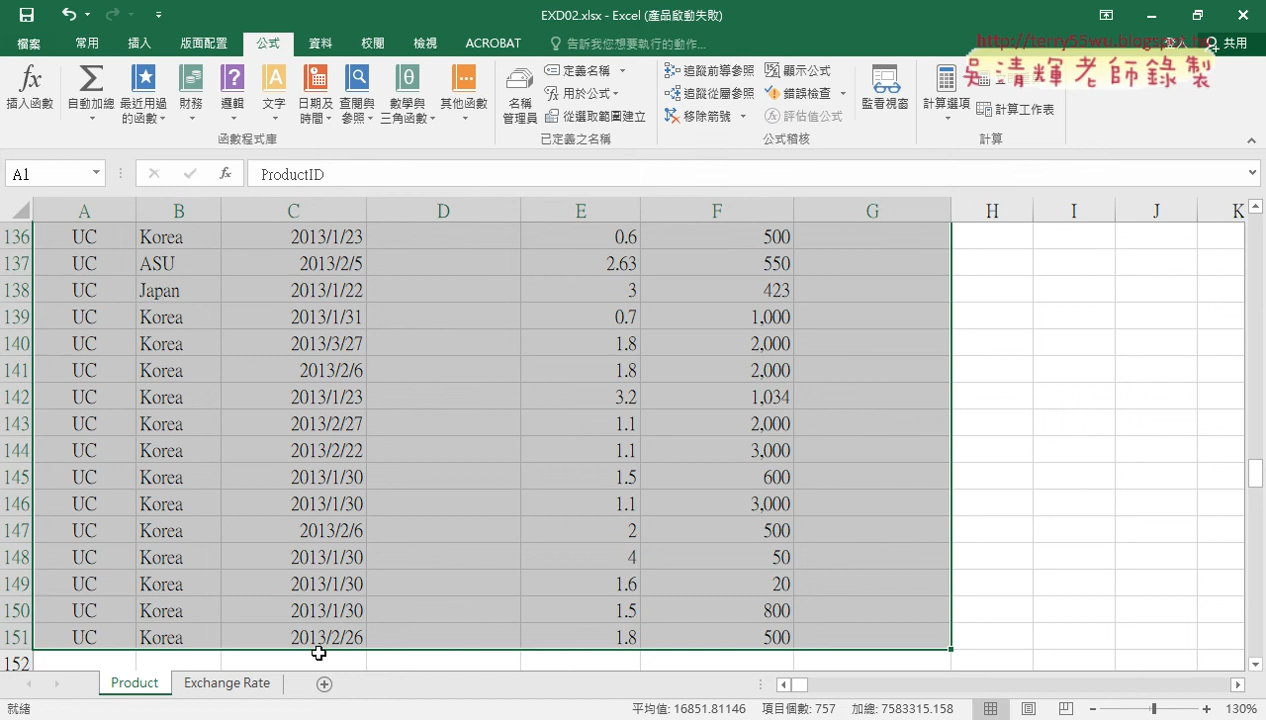 EXD02.xlsx - Excel (產品啟動失敗)
檔案 常用 插入 版面配置 公式 資料 校閱 檢視 ACROBAT 告訴我您想要執行的動作... 登入 共用
http://terry55wu.blogspot.tw
吳清輝老師錄製
fx 插入函數
自動加總
最近用過的函數
財務
邏輯
文字
日期及時間
查閱與參照
數學與三角函數
其他函數
函數程式庫
名稱管理員
定義名稱
用於公式
從選取範圍建立
已定義之名稱
追蹤前導參照
追蹤從屬參照
移除箭號
顯示公式
錯誤檢查
評估值公式
公式稽核
監看視窗
計算選項
計算工作表
計算
A1 fx ProductID
A B C D E F G H I J K
136 UC Korea 2013/1/23 0.6 500
137 UC ASU 2013/2/5 2.63 550
138 UC Japan 2013/1/22 3 423
139 UC Korea 2013/1/31 0.7 1,000
140 UC Korea 2013/3/27 1.8 2,000
141 UC Korea 2013/2/6 1.8 2,000
142 UC Korea 2013/1/23 3.2 1,034
143 UC Korea 2013/2/27 1.1 2,000
144 UC Korea 2013/2/22 1.1 3,000
145 UC Korea 2013/1/30 1.5 600
146 UC Korea 2013/1/30 1.1 3,000
147 UC Korea 2013/2/6 2 500
148 UC Korea 2013/1/30 4 50
149 UC Korea 2013/1/30 1.6 20
150 UC Korea 2013/1/30 1.5 800
151 UC Korea 2013/2/26 1.8 500
152
Product Exchange Rate
就緒 平均值: 16851.81146 項目個數: 757 加總: 7583315.158 130%